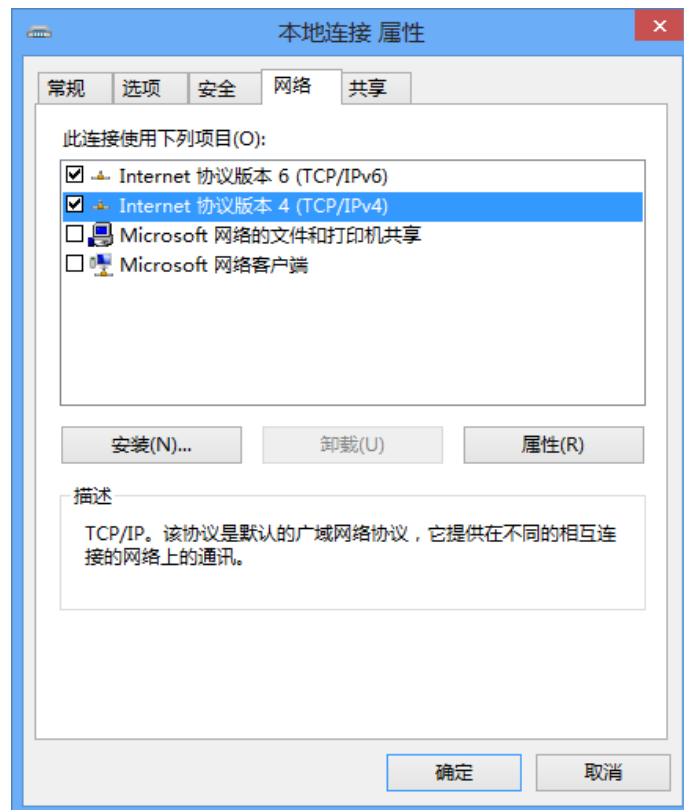 本地连接 属性
常规 选项 安全 网络 共享
此连接使用下列项目(O):
Internet 协议版本 6 (TCP/IPv6)
Internet 协议版本 4 (TCP/IPv4)
Microsoft 网络的文件和打印机共享
Microsoft 网络客户端
安装(N)... 卸载(U) 属性(R)
描述
TCP/IP。该协议是默认的广域网络协议，它提供在不同的相互连
接的网络上的通讯。
确定 取消